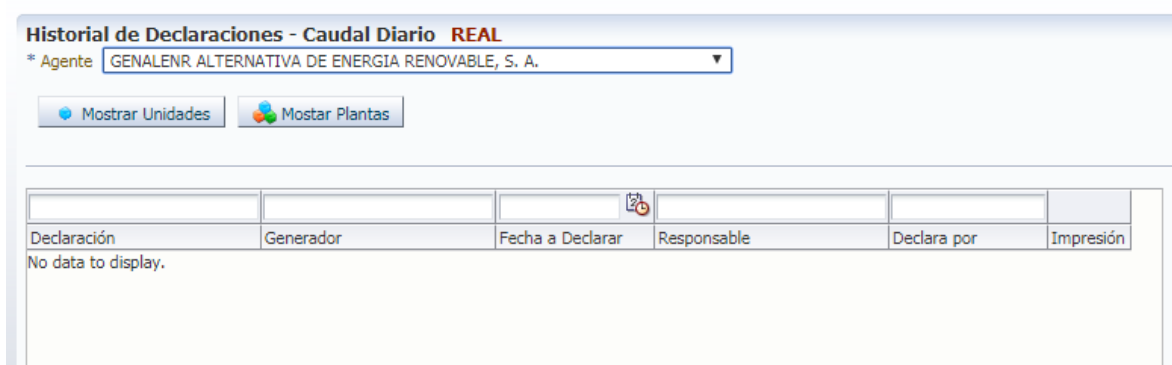 Historial de Declaraciones - Caudal Diario REAL
* Agente GENALENR ALTERNATIVA DE ENERGIA RENOVABLE, S. A.
Mostrar Unidades Mostar Plantas
Declaración Generador Fecha a Declarar Responsable Declara por Impresión
No data to display.